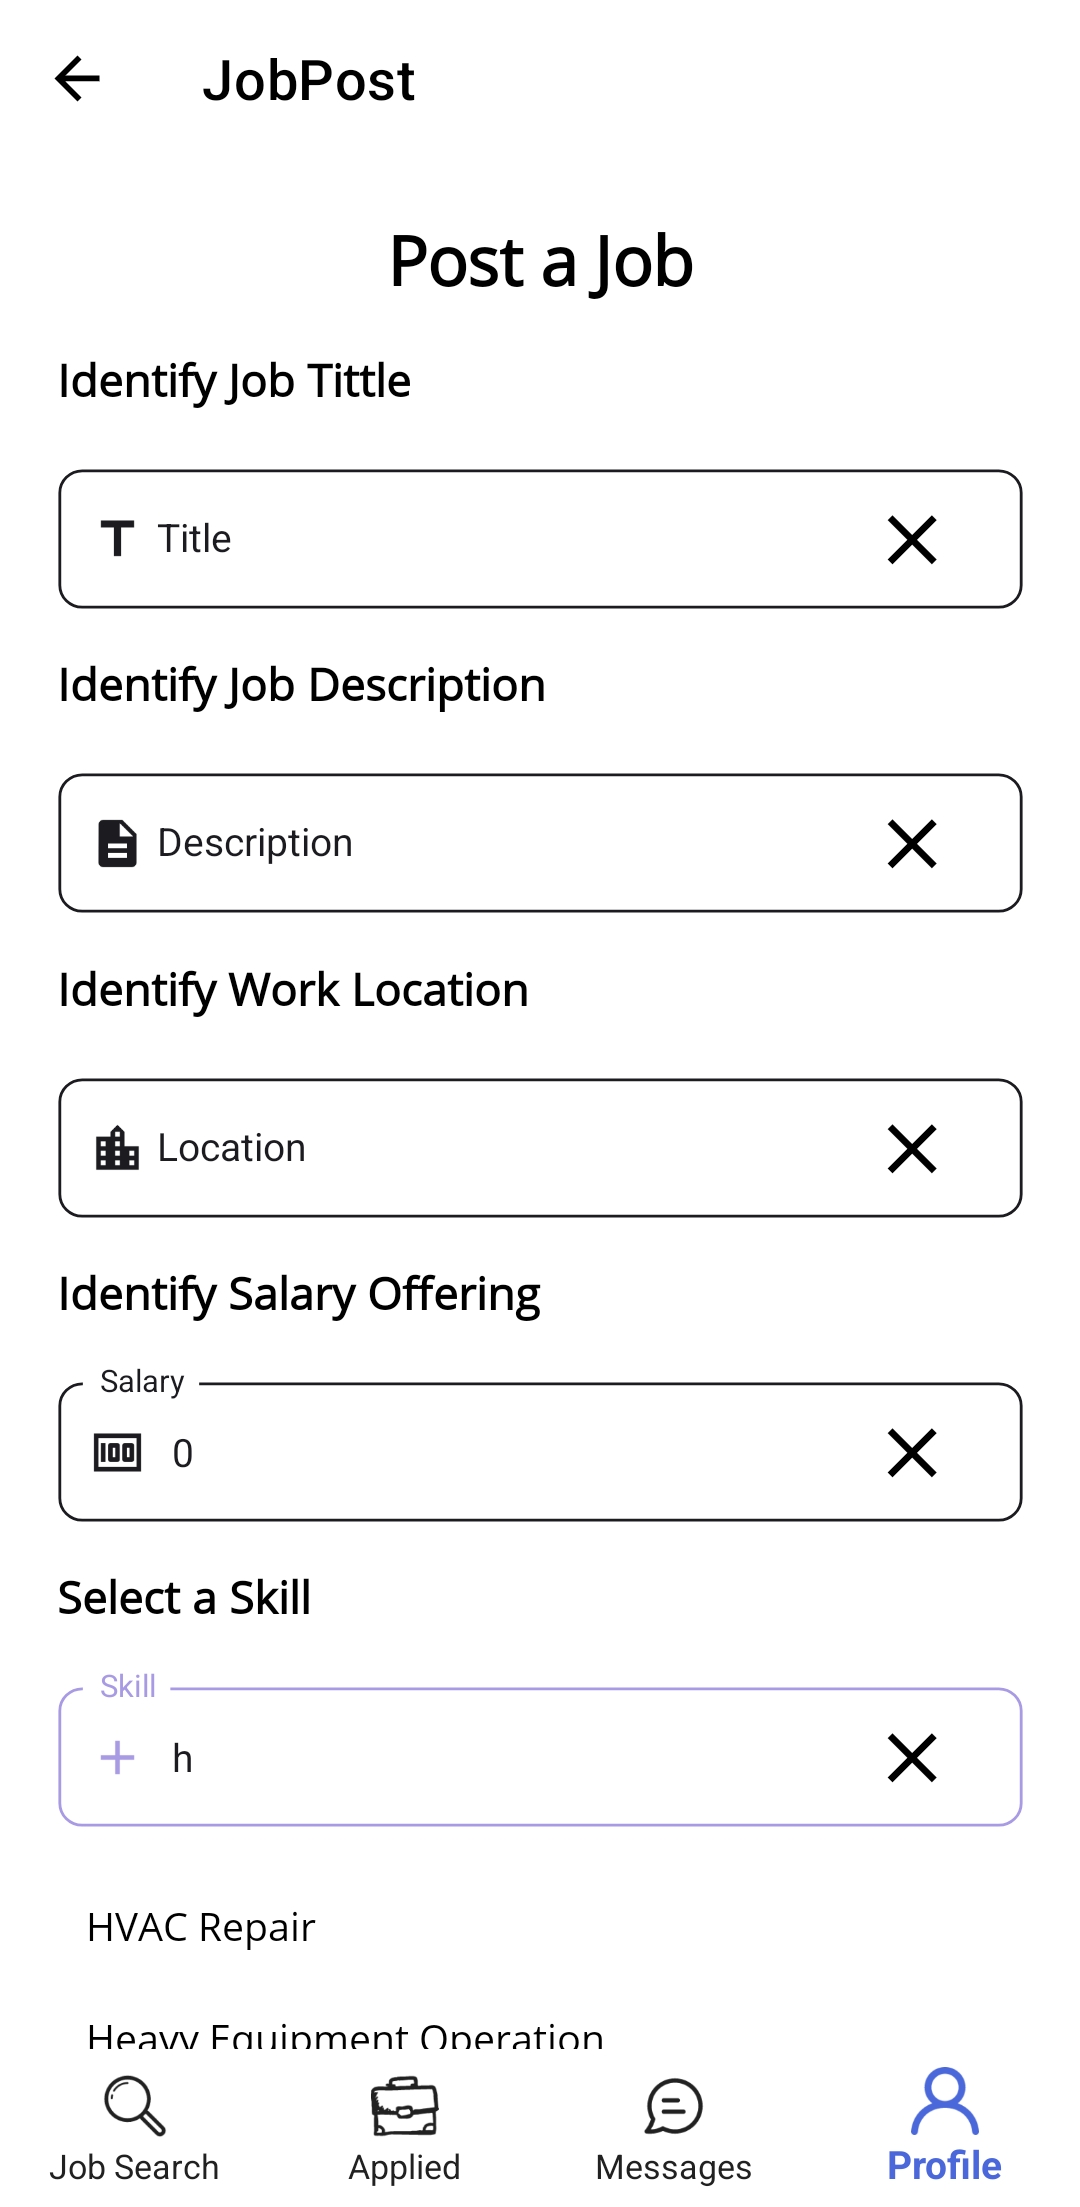 JobPost
Post a Job
Identify Job Tittle
Title
Identify Job Description
Description
Identify Work Location
Location
Identify Salary Offering
Salary
100 0
Select a Skill
Skill
h
HVAC Repair
Heavy Equipment Operation
Job Search Applied Messages Profile